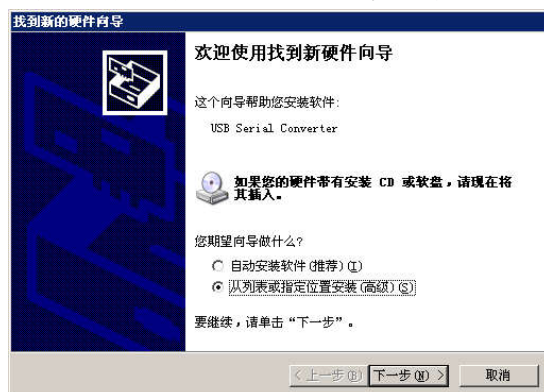 找到新的硬件向导
欢迎使用找到新硬件向导
这个向导帮助您安装软件:
USB Serial Converter
如果您的硬件带有安装 CD 或软盘，请现在将
其插入。
您期望向导做什么?
自动安装软件(推荐)(I)
从列表或指定位置安装(高级)(S)
要继续，请单击“下一步”。
< 上一步(B) 下一步(N) > 取消